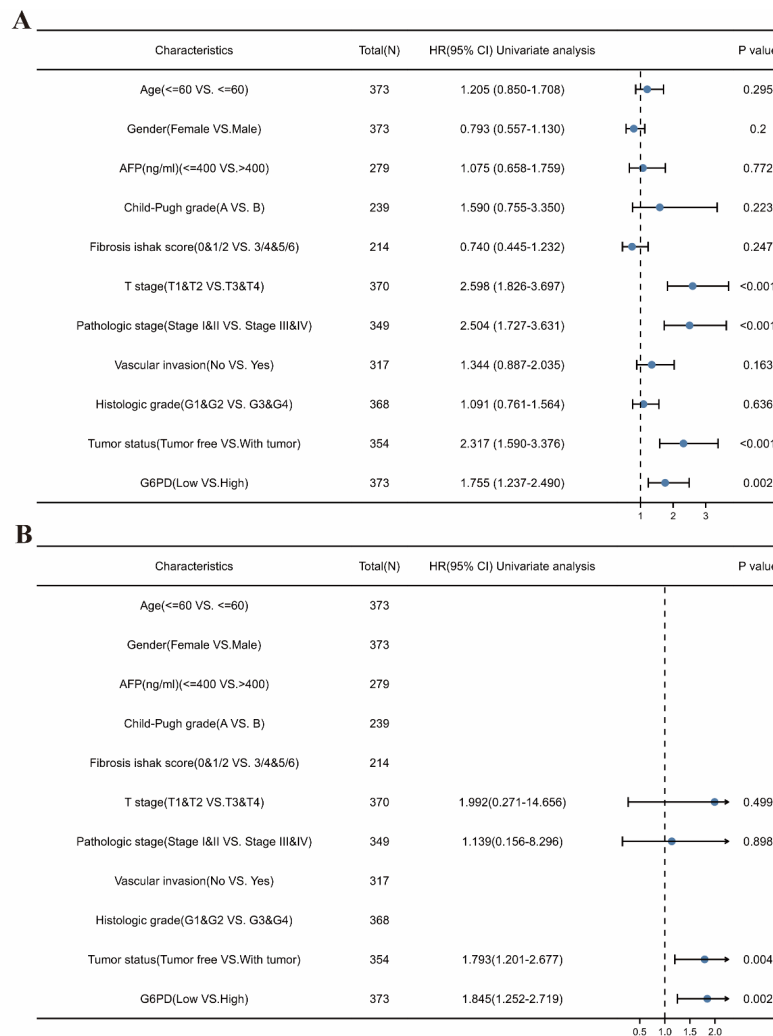 A
Characteristics Total(N) HR(95% CI) Univariate analysis P value
Age(<=60 VS. <=60) 373 1.205 (0.850-1.708) 0.295
Gender(Female VS.Male) 373 0.793 (0.557-1.130) 0.2
AFP(ng/ml)(<=400 VS.>400) 279 1.075 (0.658-1.759) 0.772
Child-Pugh grade(A VS. B) 239 1.590 (0.755-3.350) 0.223
Fibrosis ishak score(0&1/2 VS. 3/4&5/6) 214 0.740 (0.445-1.232) 0.247
T stage(T1&T2 VS.T3&T4) 370 2.598 (1.826-3.697) <0.001
Pathologic stage(Stage I&II VS. Stage III&IV) 349 2.504 (1.727-3.631) <0.001
Vascular invasion(No VS. Yes) 317 1.344 (0.887-2.035) 0.163
Histologic grade(G1&G2 VS. G3&G4) 368 1.091 (0.761-1.564) 0.636
Tumor status(Tumor free VS.With tumor) 354 2.317 (1.590-3.376) <0.001
G6PD(Low VS.High) 373 1.755 (1.237-2.490) 0.002
1 2 3
B
Characteristics Total(N) HR(95% CI) Univariate analysis P value
Age(<=60 VS. <=60) 373
Gender(Female VS.Male) 373
AFP(ng/ml)(<=400 VS.>400) 279
Child-Pugh grade(A VS. B) 239
Fibrosis ishak score(0&1/2 VS. 3/4&5/6) 214
T stage(T1&T2 VS.T3&T4) 370 1.992(0.271-14.656) 0.499
Pathologic stage(Stage I&II VS. Stage III&IV) 349 1.139(0.156-8.296) 0.898
Vascular invasion(No VS. Yes) 317
Histologic grade(G1&G2 VS. G3&G4) 368
Tumor status(Tumor free VS.With tumor) 354 1.793(1.201-2.677) 0.004
G6PD(Low VS.High) 373 1.845(1.252-2.719) 0.002
0.5 1.0 1.5 2.0